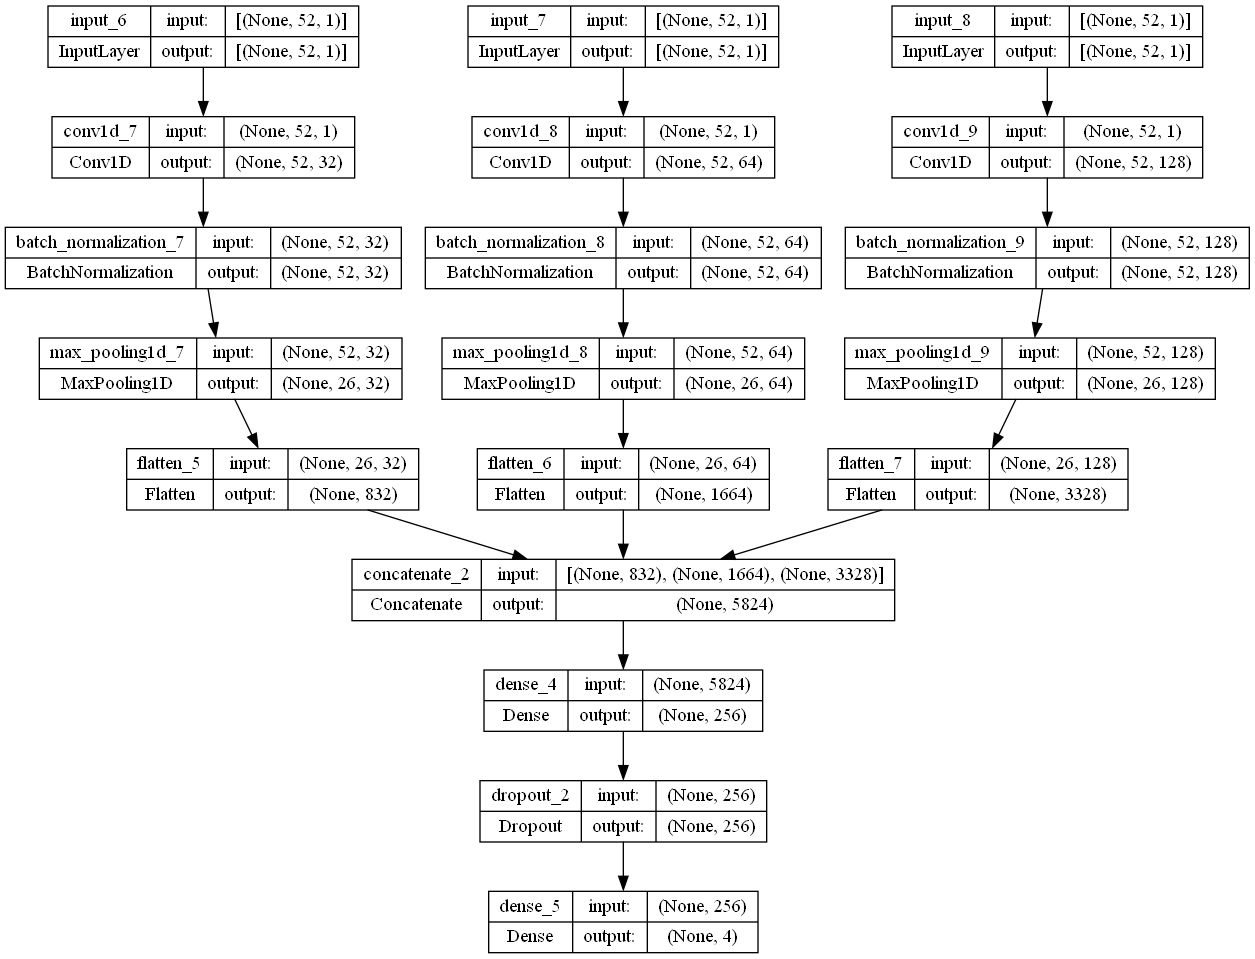 input_6 input: [(None, 52, 1)]
InputLayer output: [(None, 52, 1)]
input_7 input: [(None, 52, 1)]
InputLayer output: [(None, 52, 1)]
input_8 input: [(None, 52, 1)]
InputLayer output: [(None, 52, 1)]
conv1d_7 input: (None, 52, 1)
Conv1D output: (None, 52, 32)
conv1d_8 input: (None, 52, 1)
Conv1D output: (None, 52, 64)
conv1d_9 input: (None, 52, 1)
Conv1D output: (None, 52, 128)
batch_normalization_7 input: (None, 52, 32)
BatchNormalization output: (None, 52, 32)
batch_normalization_8 input: (None, 52, 64)
BatchNormalization output: (None, 52, 64)
batch_normalization_9 input: (None, 52, 128)
BatchNormalization output: (None, 52, 128)
max_pooling1d_7 input: (None, 52, 32)
MaxPooling1D output: (None, 26, 32)
max_pooling1d_8 input: (None, 52, 64)
MaxPooling1D output: (None, 26, 64)
max_pooling1d_9 input: (None, 52, 128)
MaxPooling1D output: (None, 26, 128)
flatten_5 input: (None, 26, 32)
Flatten output: (None, 832)
flatten_6 input: (None, 26, 64)
Flatten output: (None, 1664)
flatten_7 input: (None, 26, 128)
Flatten output: (None, 3328)
concatenate_2 input: [(None, 832), (None, 1664), (None, 3328)]
Concatenate output: (None, 5824)
dense_4 input: (None, 5824)
Dense output: (None, 256)
dropout_2 input: (None, 256)
Dropout output: (None, 256)
dense_5 input: (None, 256)
Dense output: (None, 4)